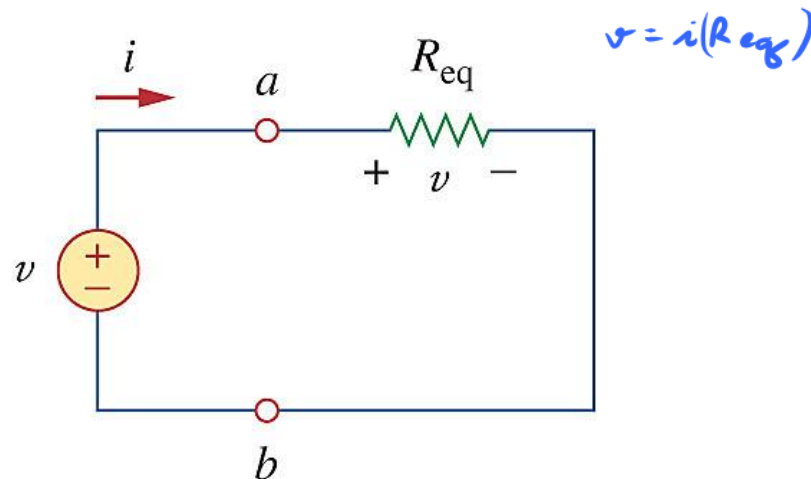 v = i(Req)
i
a
Req
+ v −
v
+
−
b